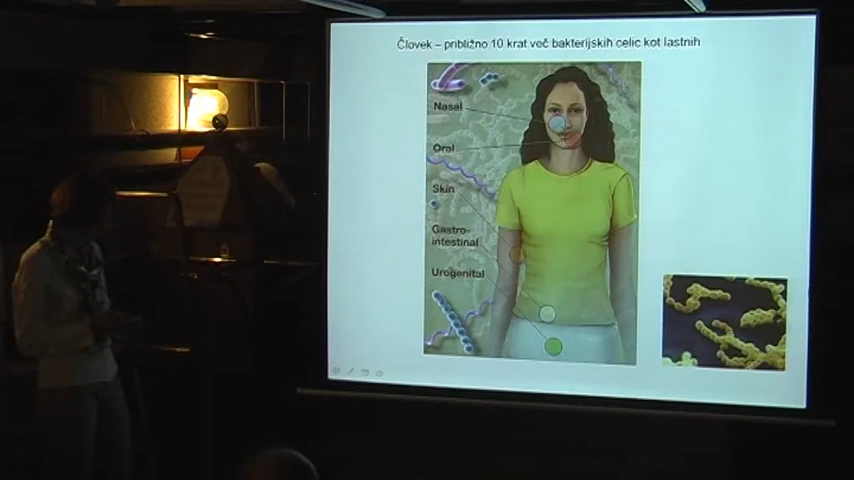 Človek – približno 10 krat več bakterijskih celic kot lastnih
Nasal
Oral
Skin
Gastro-
intestinal
Urogenital